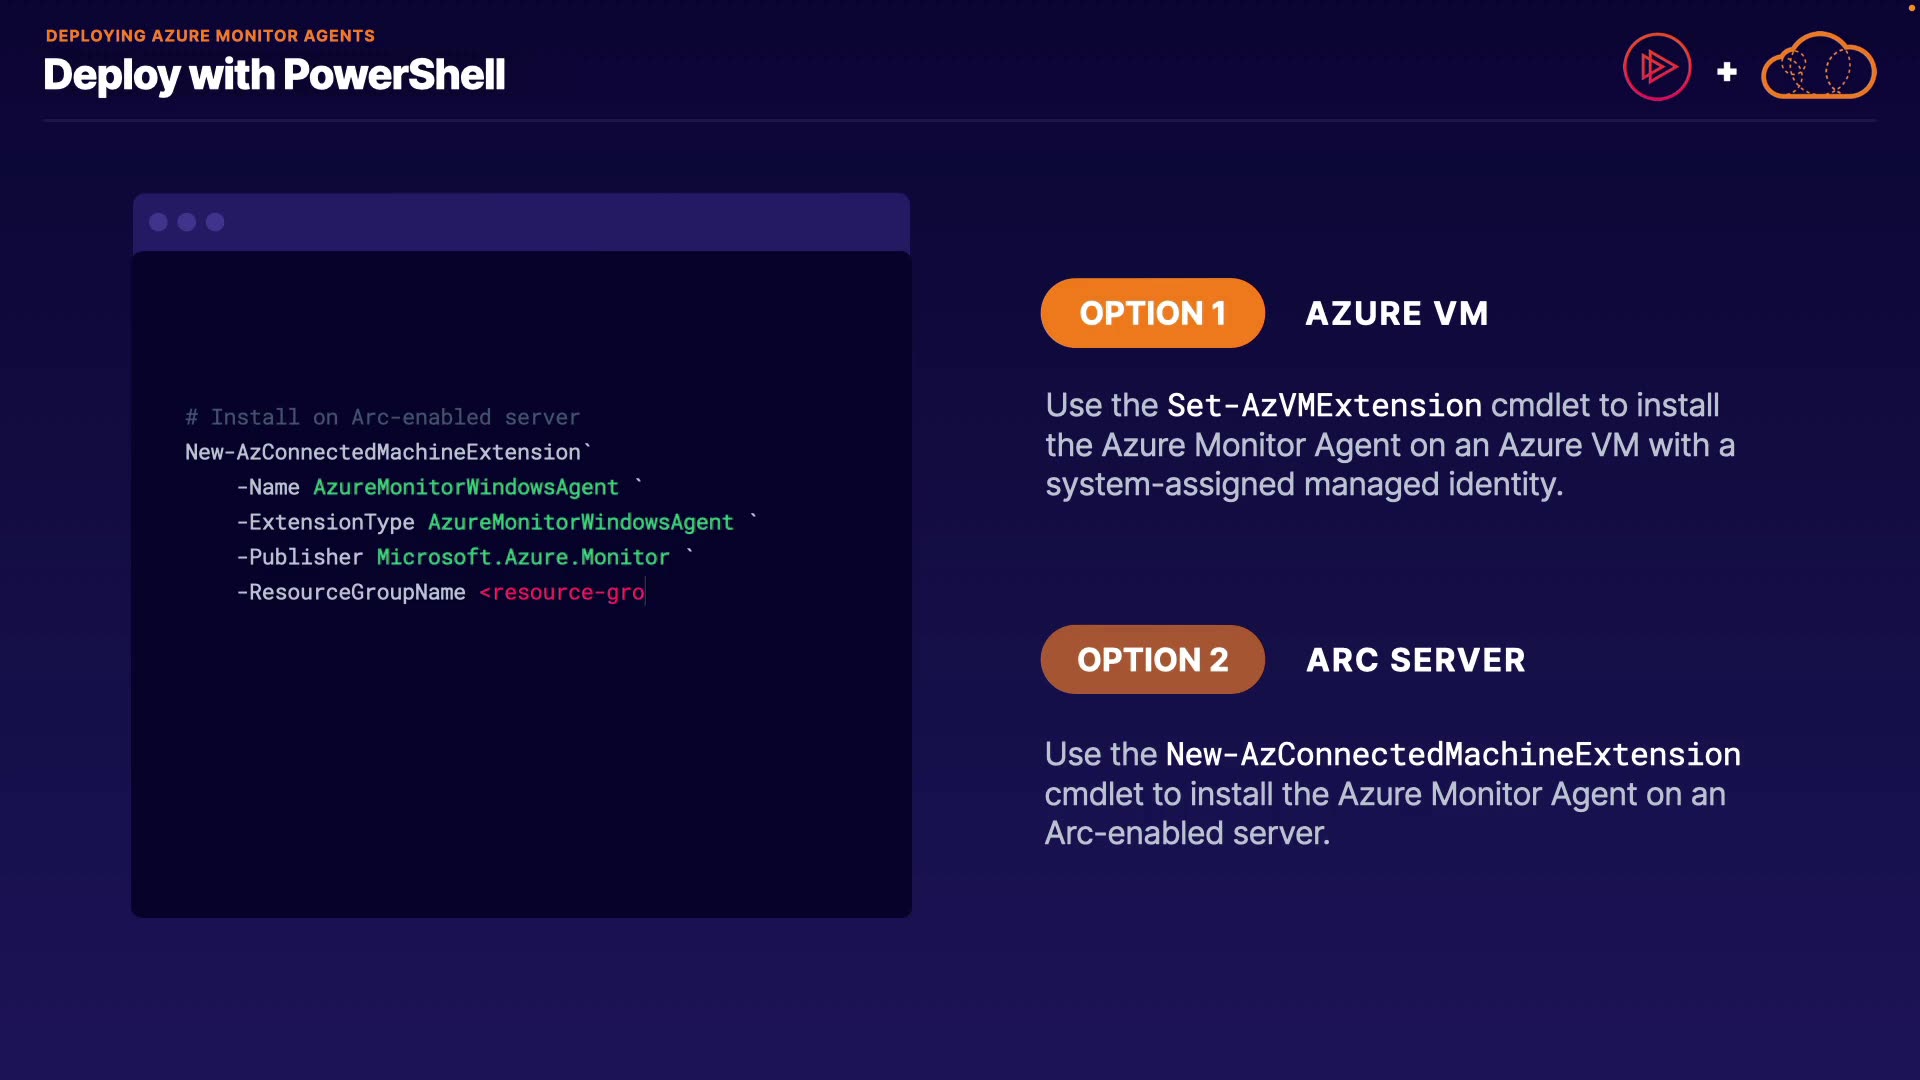 DEPLOYING AZURE MONITOR AGENTS
Deploy with PowerShell
# Install on Arc-enabled server
New-AzConnectedMachineExtension`
-Name AzureMonitorWindowsAgent `
-ExtensionType AzureMonitorWindowsAgent `
-Publisher Microsoft.Azure.Monitor `
-ResourceGroupName <resource-gro
OPTION 1 AZURE VM
Use the Set-AzVMExtension cmdlet to install
the Azure Monitor Agent on an Azure VM with a
system-assigned managed identity.
OPTION 2 ARC SERVER
Use the New-AzConnectedMachineExtension
cmdlet to install the Azure Monitor Agent on an
Arc-enabled server.